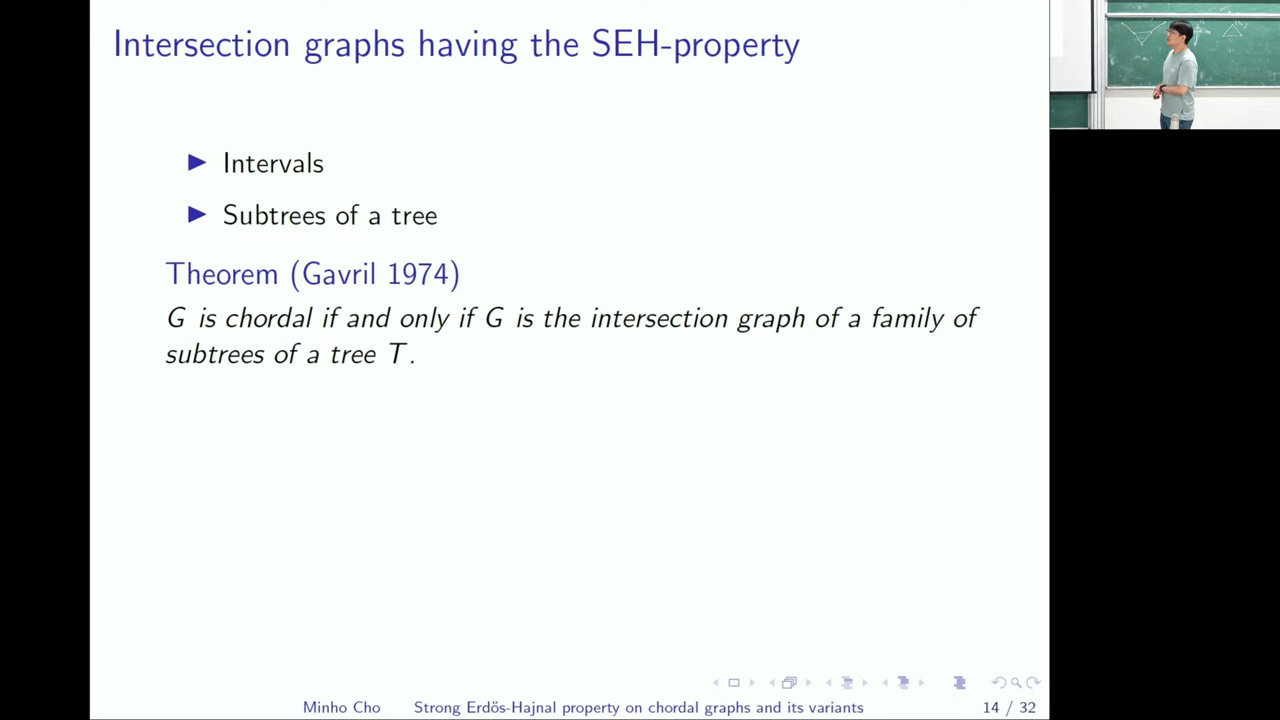 Intersection graphs having the SEH-property
Intervals
Subtrees of a tree
Theorem (Gavril 1974)
G is chordal if and only if G is the intersection graph of a family of
subtrees of a tree T.
Minho Cho Strong Erdős-Hajnal property on chordal graphs and its variants 14 / 32